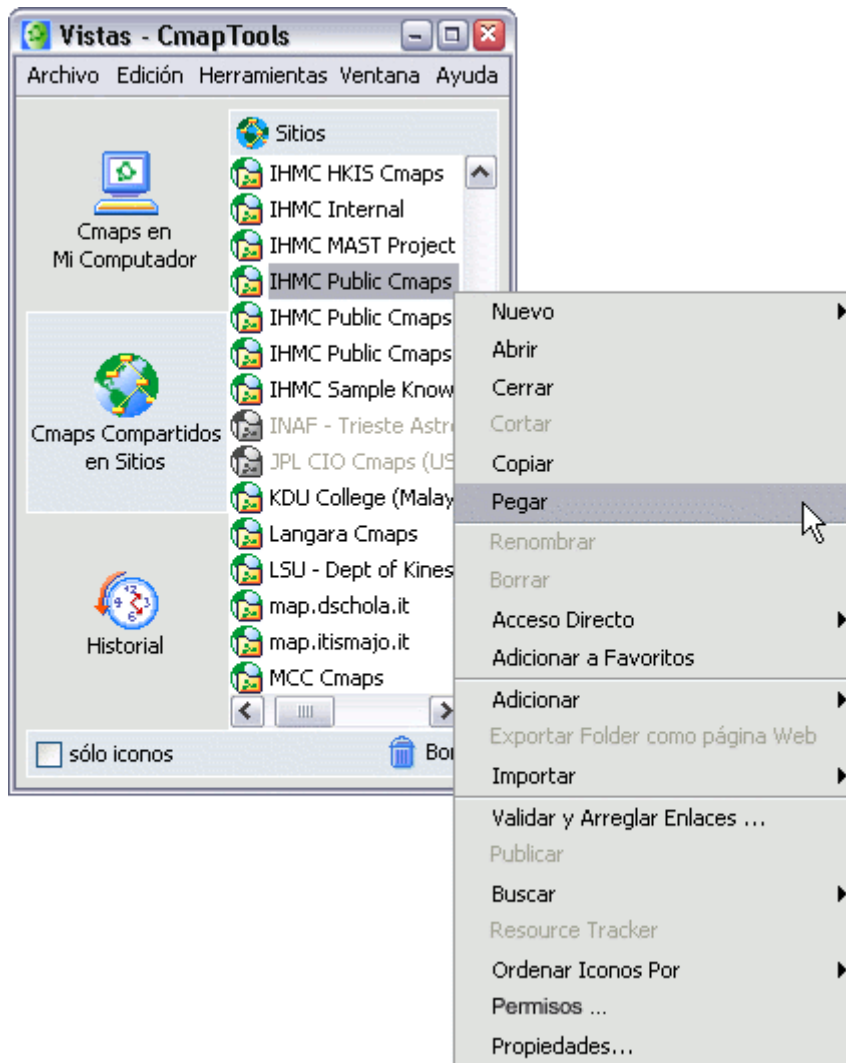 Vistas - CmapTools
Archivo Edición Herramientas Ventana Ayuda
Sitios
IHMC HKIS Cmaps
IHMC Internal
IHMC MAST Project
IHMC Public Cmaps
IHMC Public Cmaps
IHMC Public Cmaps
IHMC Sample Know
INAF - Trieste Astr
JPL CIO Cmaps (US
KDU College (Malay
Langara Cmaps
LSU - Dept of Kines
map.dschola.it
map.itismajo.it
MCC Cmaps
Cmaps en
Mi Computador
Cmaps Compartidos
en Sitios
Historial
sólo iconos
Bo
Nuevo
Abrir
Cerrar
Cortar
Copiar
Pegar
Renombrar
Borrar
Acceso Directo
Adicionar a Favoritos
Adicionar
Exportar Folder como página Web
Importar
Validar y Arreglar Enlaces ...
Publicar
Buscar
Resource Tracker
Ordenar Iconos Por
Permisos ...
Propiedades...